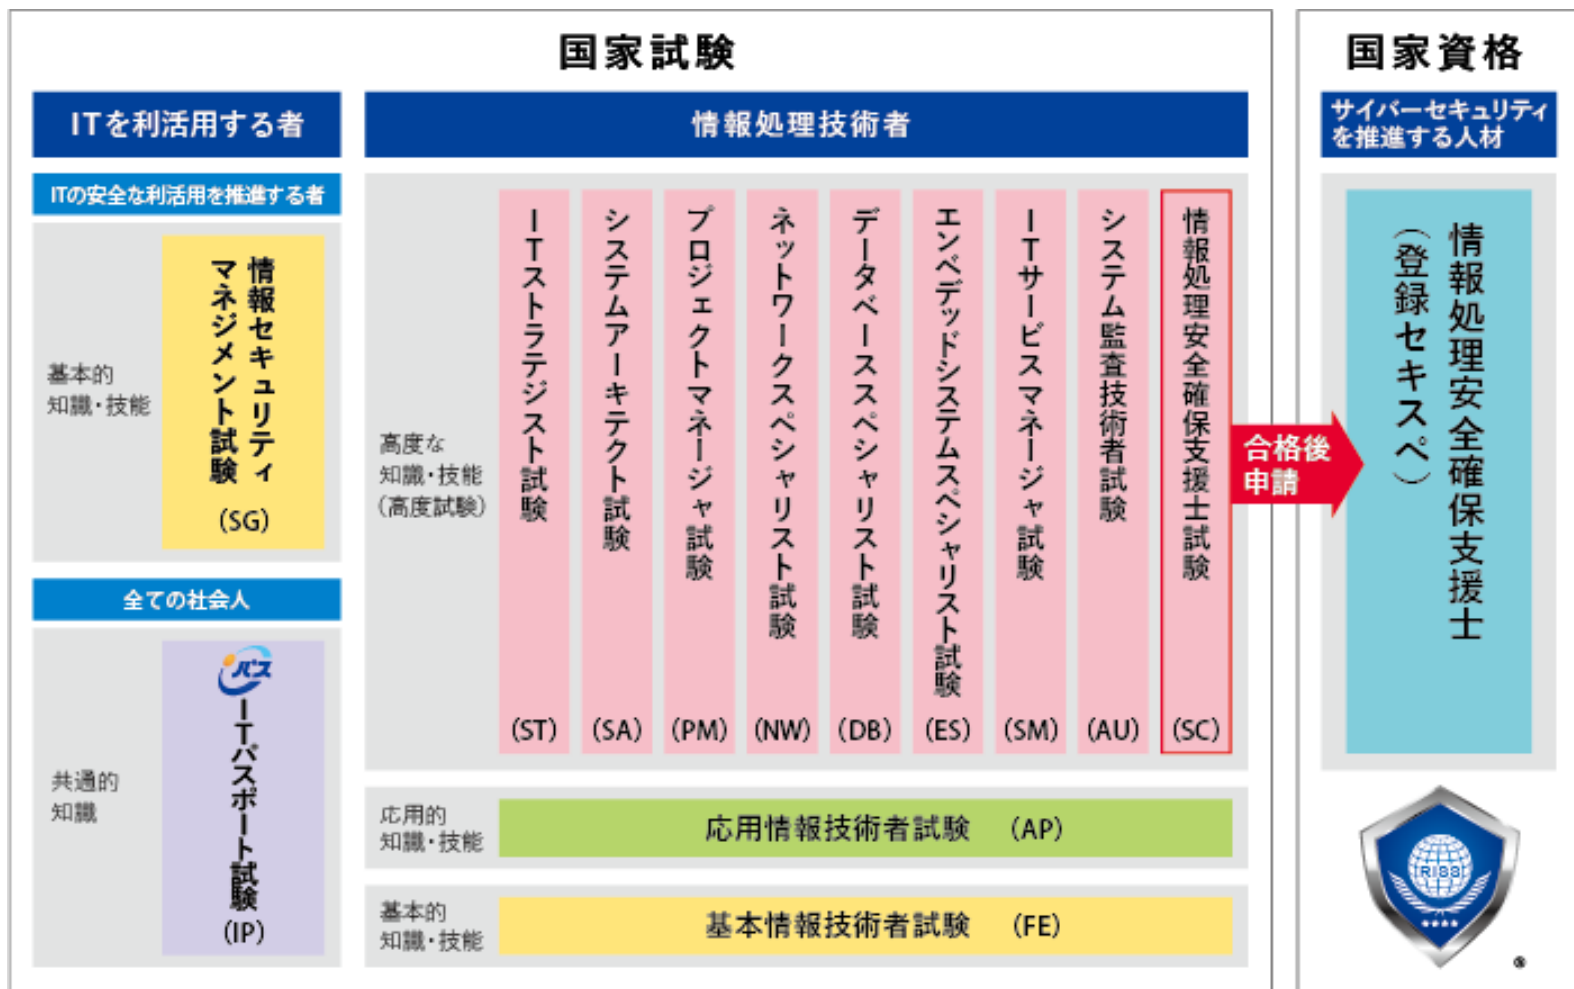 国家試験
ITを利活用する者
ITの安全な利活用を推進する者
基本的
知識・技能
情報セキュリティ
マネジメント試験
(SG)
全ての社会人
共通的
知識
iパス
ITパスポート試験
(IP)
情報処理技術者
高度な
知識・技能
(高度試験)
ITストラテジスト試験
(ST)
システムアーキテクト試験
(SA)
プロジェクトマネージャ試験
(PM)
ネットワークスペシャリスト試験
(NW)
データベーススペシャリスト試験
(DB)
エンベデッドシステムスペシャリスト試験
(ES)
ITサービスマネージャ試験
(SM)
システム監査技術者試験
(AU)
情報処理安全確保支援士試験
(SC)
応用的
知識・技能
応用情報技術者試験 (AP)
基本的
知識・技能
基本情報技術者試験 (FE)
合格後
申請
国家資格
サイバーセキュリティ
を推進する人材
情報処理安全確保支援士
(登録セキスペ)
RISS
®